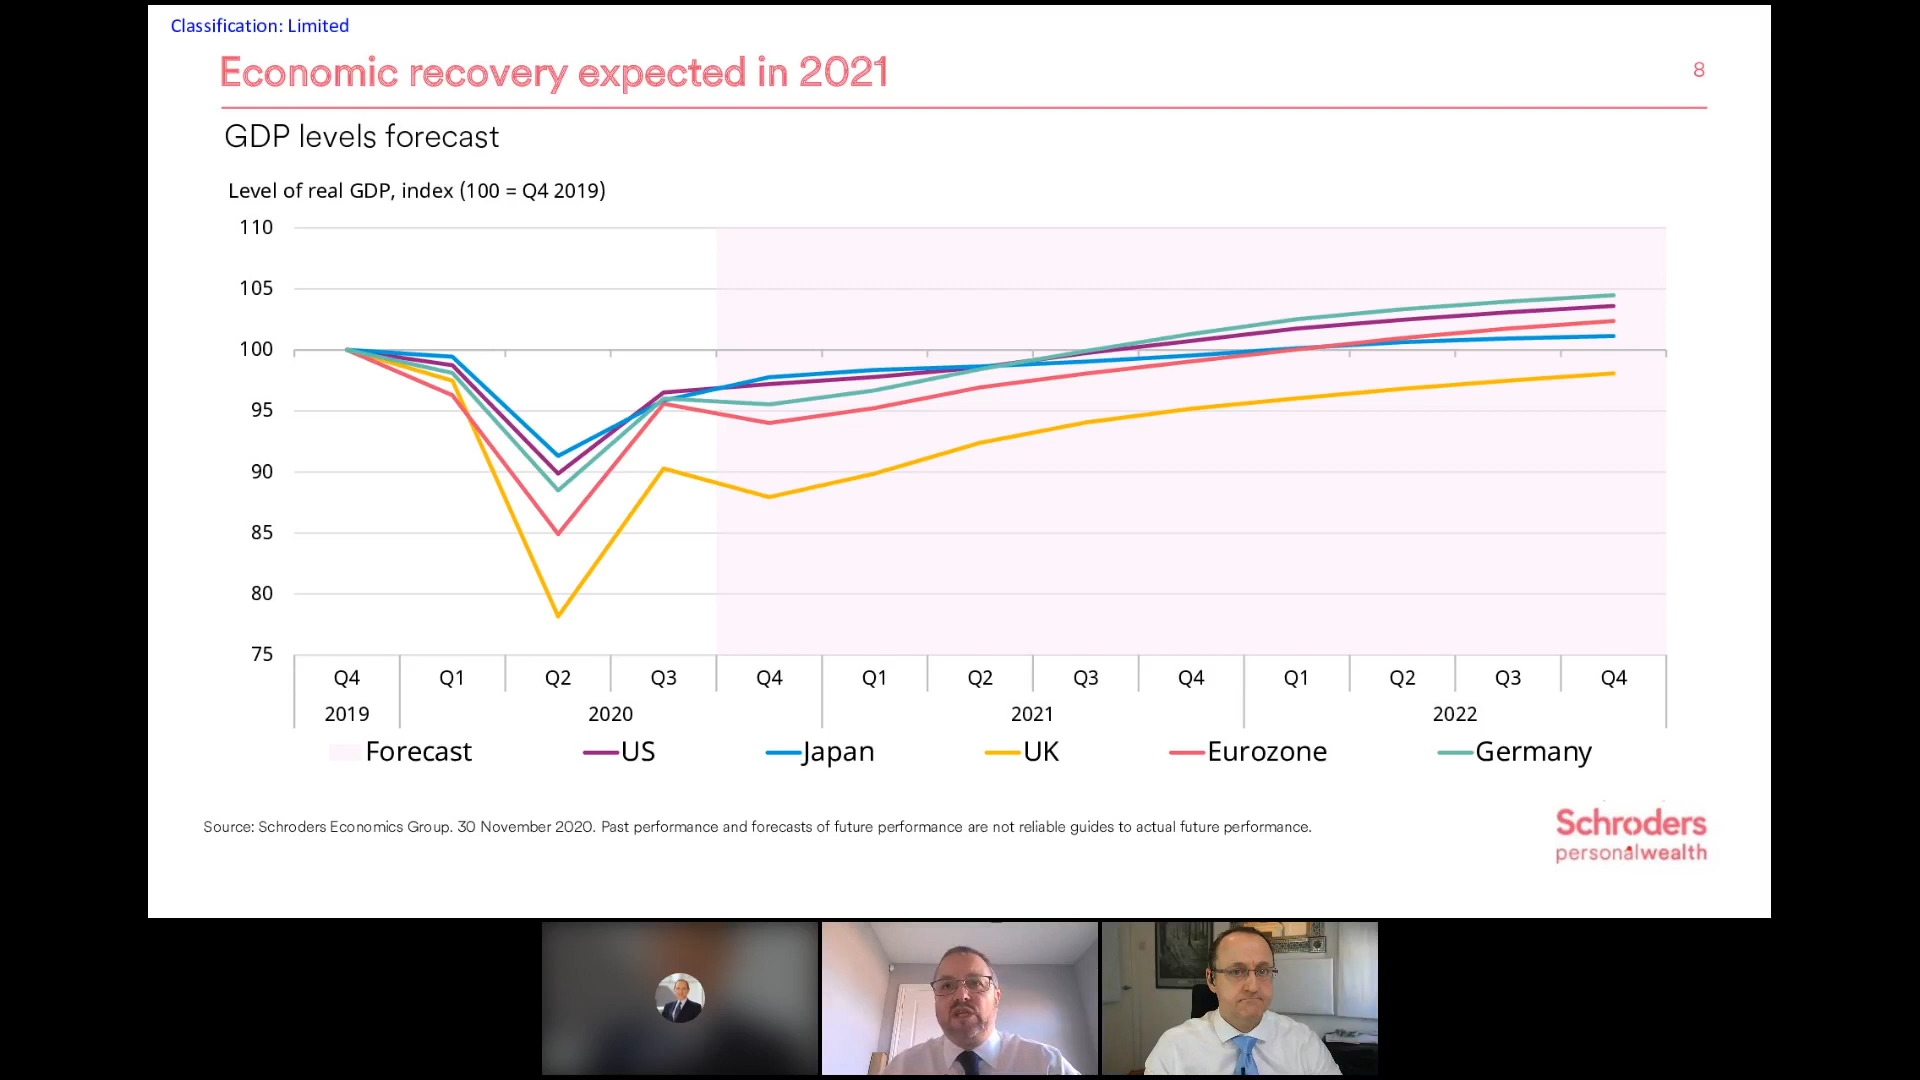 Classification: Limited
Economic recovery expected in 2021
8
GDP levels forecast
Level of real GDP, index (100 = Q4 2019)
110
105
100
95
90
85
80
75
Q4 Q1 Q2 Q3 Q4 Q1 Q2 Q3 Q4 Q1 Q2 Q3 Q4
2019 2020 2021 2022
Forecast US Japan UK Eurozone Germany
Source: Schroders Economics Group. 30 November 2020. Past performance and forecasts of future performance are not reliable guides to actual future performance.
Schroders
personalwealth